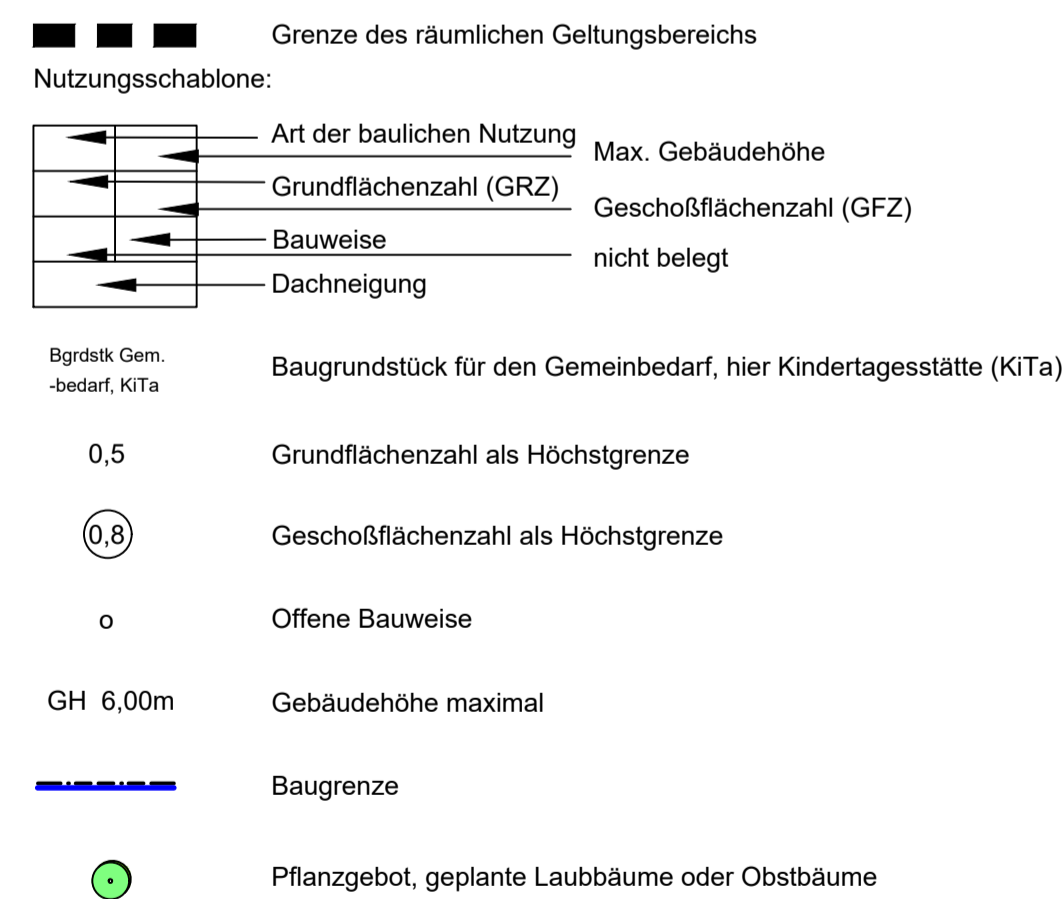 Grenze des räumlichen Geltungsbereichs
Nutzungsschablone:
Art der baulichen Nutzung
Max. Gebäudehöhe
Grundflächenzahl (GRZ)
Geschoßflächenzahl (GFZ)
Bauweise
nicht belegt
Dachneigung
Bgrdstk Gem.
-bedarf, KiTa
Baugrundstück für den Gemeinbedarf, hier Kindertagesstätte (KiTa)
0,5 Grundflächenzahl als Höchstgrenze
0,8 Geschoßflächenzahl als Höchstgrenze
o Offene Bauweise
GH 6,00m Gebäudehöhe maximal
Baugrenze
Pflanzgebot, geplante Laubbäume oder Obstbäume